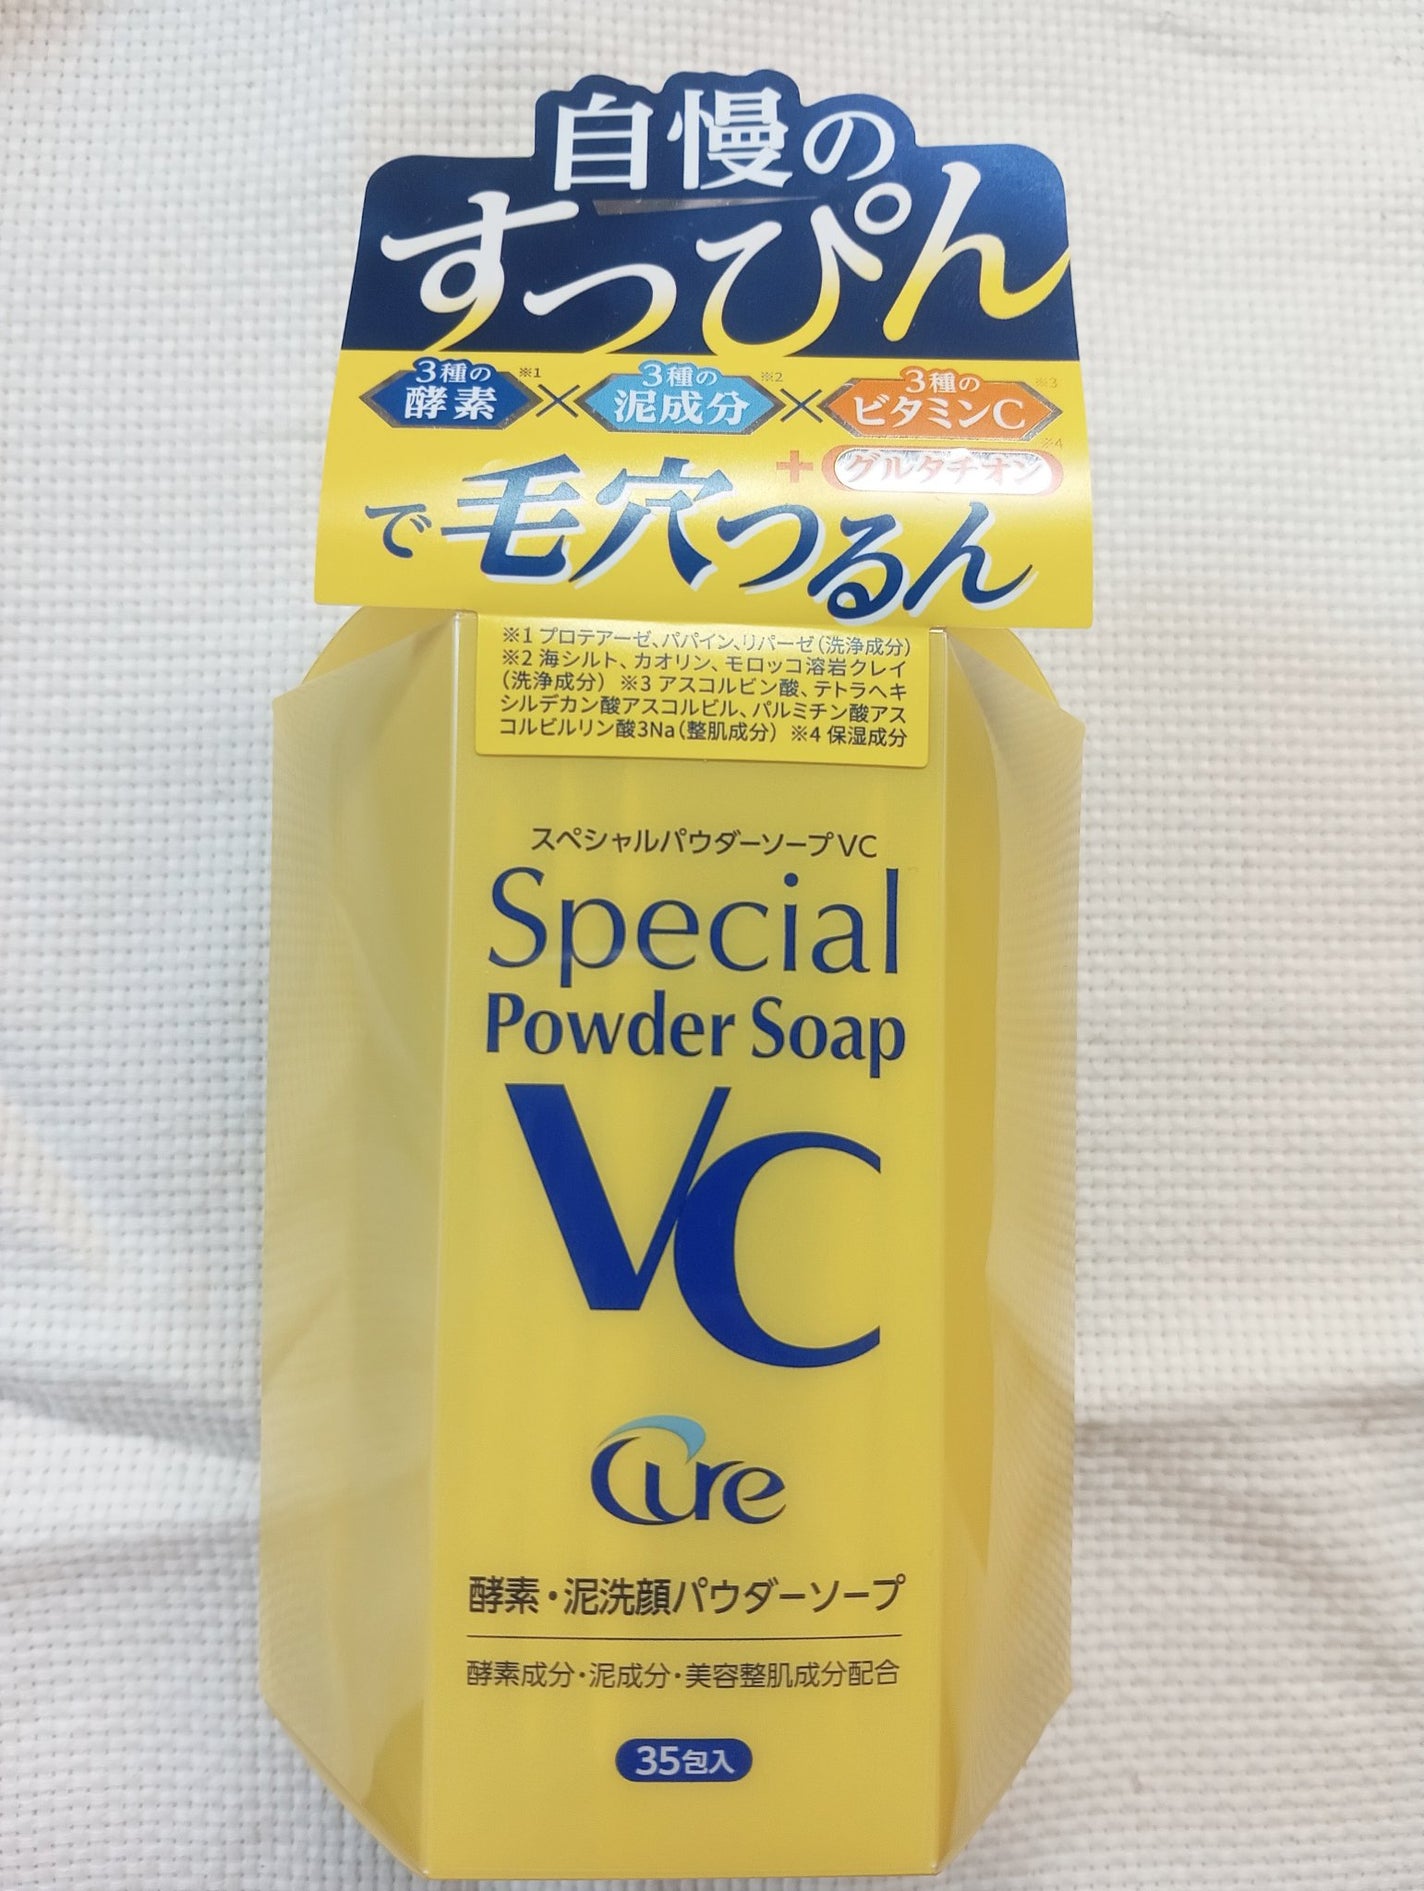 自慢の
すっぴん
3種の酵素※1×3種の泥成分※2×3種のビタミンC※3
+グルタチオン※4
で毛穴つるん
※1 プロテアーゼ、パパイン、リパーゼ(洗浄成分)
※2 海シルト、カオリン、モロッコ溶岩クレイ
(洗浄成分) ※3 アスコルビン酸、テトラヘキ
シルデカン酸アスコルビル、パルミチン酸アス
コルビルリン酸3Na(整肌成分) ※4 保湿成分
スペシャルパウダーソープVC
Special
Powder Soap
VC
Cure
酵素・泥洗顔パウダーソープ
酵素成分・泥成分・美容整肌成分配合
35包入